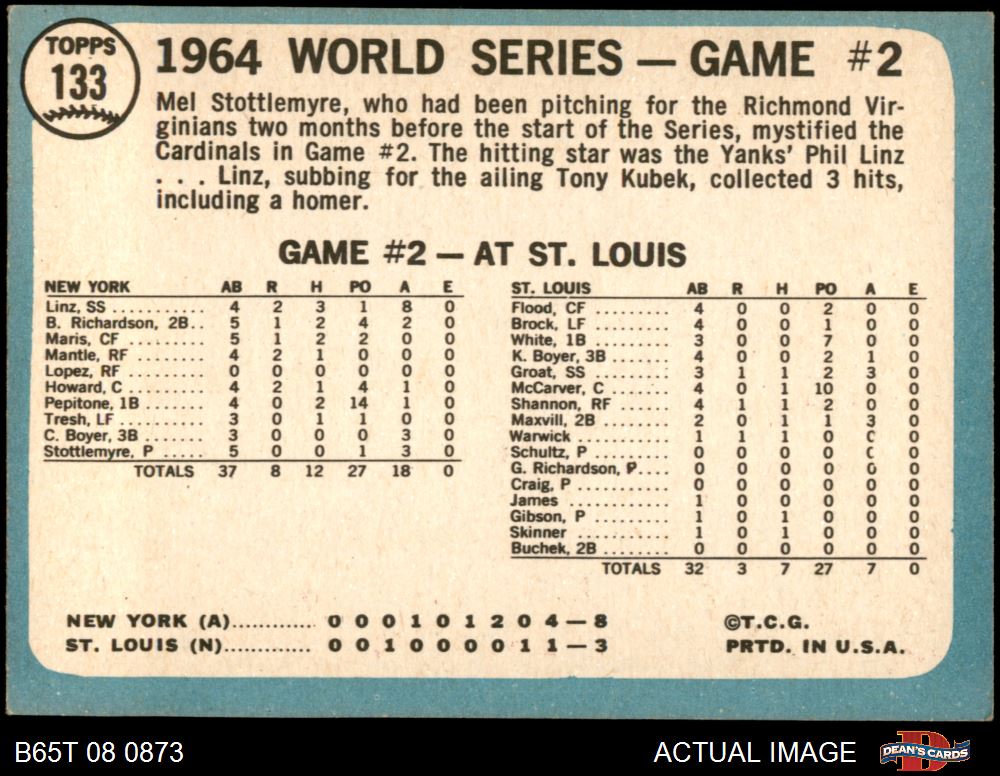 TOPPS
133
1964 WORLD SERIES — GAME #2
Mel Stottlemyre, who had been pitching for the Richmond Vir-
ginians two months before the start of the Series, mystified the
Cardinals in Game #2. The hitting star was the Yanks' Phil Linz
. . . Linz, subbing for the ailing Tony Kubek, collected 3 hits,
including a homer.
GAME #2 — AT ST. LOUIS
NEW YORK AB R H PO A E
Linz, SS ............ 4 2 3 1 8 0
B. Richardson, 2B.. 5 1 2 4 2 0
Maris, CF .......... 5 1 2 2 0 0
Mantle, RF ........ 4 2 1 0 0 0
Lopez, RF .......... 0 0 0 0 0 0
Howard, C ......... 4 2 1 4 1 0
Pepitone, 1B ....... 4 0 2 14 1 0
Tresh, LF .......... 3 0 1 1 0 0
C. Boyer, 3B ....... 3 0 0 0 3 0
Stottlemyre, P ..... 5 0 0 1 3 0
TOTALS 37 8 12 27 18 0
ST. LOUIS AB R H PO A E
Flood, CF .......... 4 0 0 2 0 0
Brock, LF .......... 4 0 0 1 0 0
White, 1B .......... 3 0 0 7 0 0
K. Boyer, 3B ....... 4 0 0 2 1 0
Groat, SS .......... 3 1 1 2 3 0
McCarver, C ....... 4 0 1 10 0 0
Shannon, RF ...... 4 1 1 2 0 0
Maxvill, 2B ........ 2 0 1 1 3 0
Warwick ........... 1 1 1 0 0 0
Schultz, P ......... 0 0 0 0 0 0
G. Richardson, P.... 0 0 0 0 0 0
Craig, P ........... 0 0 0 0 0 0
James ............. 1 0 0 0 0 0
Gibson, P ......... 1 0 1 0 0 0
Skinner ........... 1 0 1 0 0 0
Buchek, 2B ........ 0 0 0 0 0 0
TOTALS 32 3 7 27 7 0
NEW YORK (A)............ 0 0 0 1 0 1 2 0 4 — 8
ST. LOUIS (N)............. 0 0 1 0 0 0 0 1 1 — 3
©T.C.G.
PRTD. IN U.S.A.
B65T 08 0873
ACTUAL IMAGE
D
DEAN'S CARDS